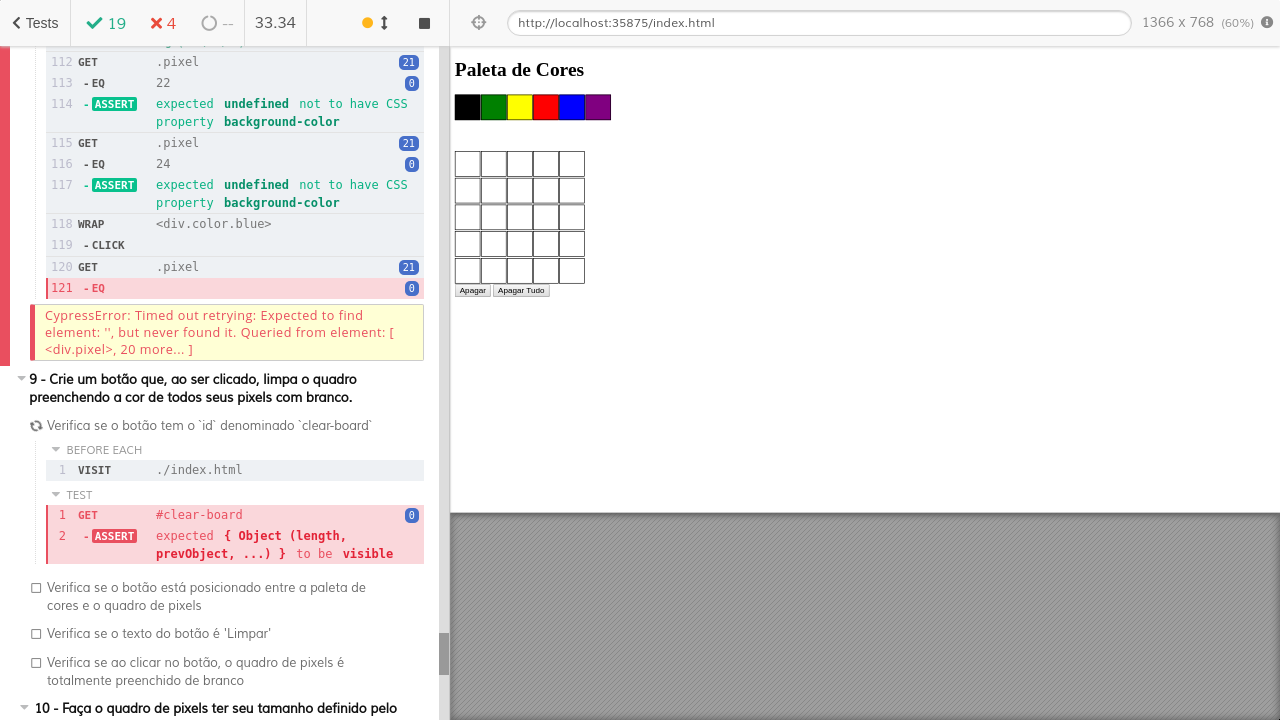 Tests
19
4
--
33.34
http://localhost:35875/index.html
1366 x 768 (60%)
112 GET .pixel 21
113 - EQ 22 0
114 - ASSERT expected undefined not to have CSS
property background-color
115 GET .pixel 21
116 - EQ 24 0
117 - ASSERT expected undefined not to have CSS
property background-color
118 WRAP <div.color.blue>
119 - CLICK
120 GET .pixel 21
121 - EQ 0
CypressError: Timed out retrying: Expected to find
element: '', but never found it. Queried from element: [
<div.pixel>, 20 more... ]
9 - Crie um botão que, ao ser clicado, limpa o quadro
preenchendo a cor de todos seus pixels com branco.
Verifica se o botão tem o `id` denominado `clear-board`
BEFORE EACH
1 VISIT ./index.html
TEST
1 GET #clear-board 0
2 - ASSERT expected { Object (length,
prevObject, ...) } to be visible
Verifica se o botão está posicionado entre a paleta de
cores e o quadro de pixels
Verifica se o texto do botão é 'Limpar'
Verifica se ao clicar no botão, o quadro de pixels é
totalmente preenchido de branco
10 - Faça o quadro de pixels ter seu tamanho definido pelo
Paleta de Cores
Apagar Apagar Tudo